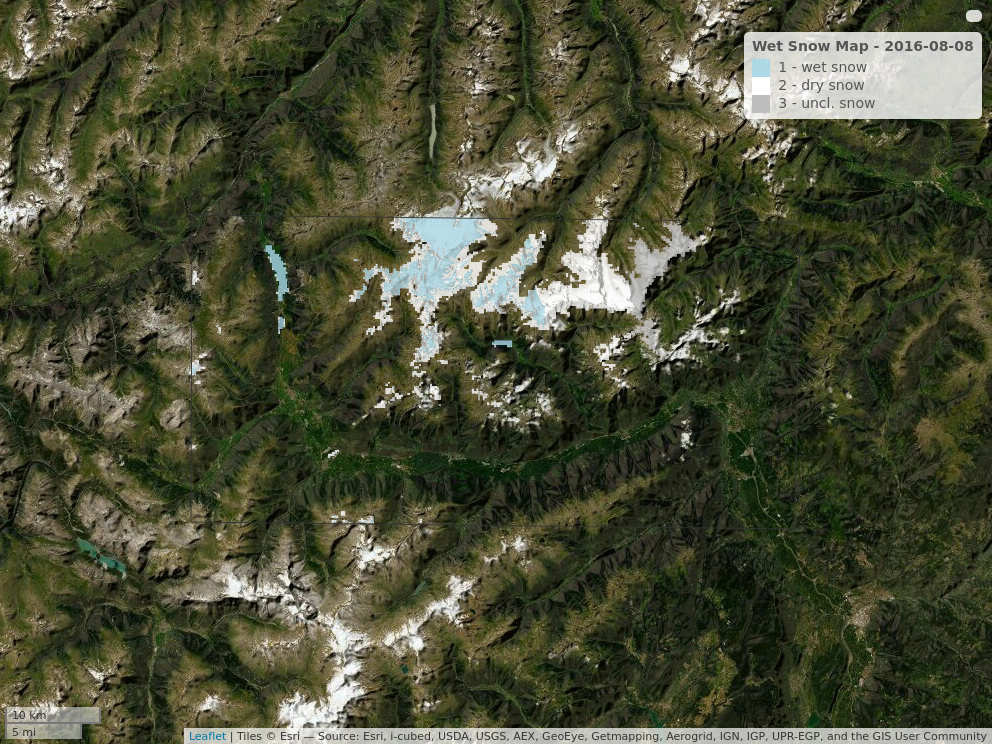 Wet Snow Map - 2016-08-08
1 - wet snow
2 - dry snow
3 - uncl. snow
10 km
5 mi
Leaflet | Tiles © Esri — Source: Esri, i-cubed, USDA, USGS, AEX, GeoEye, Getmapping, Aerogrid, IGN, IGP, UPR-EGP, and the GIS User Community